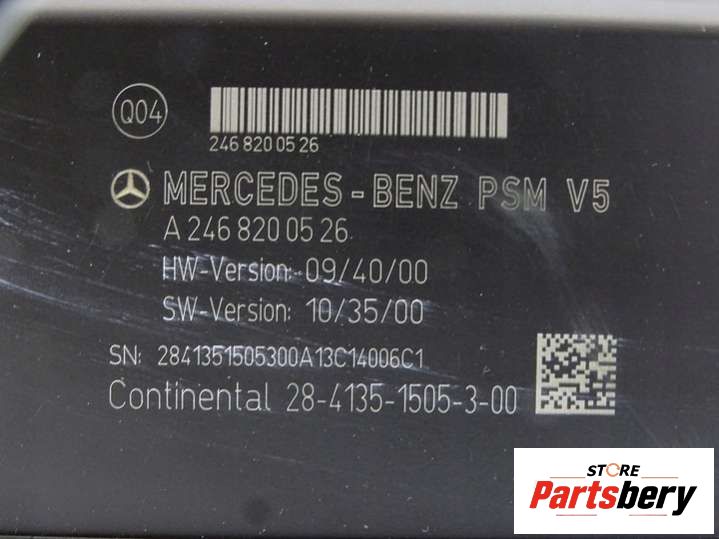 Q04
246 820 05 26
MERCEDES-BENZ PSM V5
A 246 820 05 26
HW-Version: 09/40/00
SW-Version: 10/35/00
SN: 2841351505300A13C14006C1
Continental 28-4135-1505-3-00
STORE
Partsbery